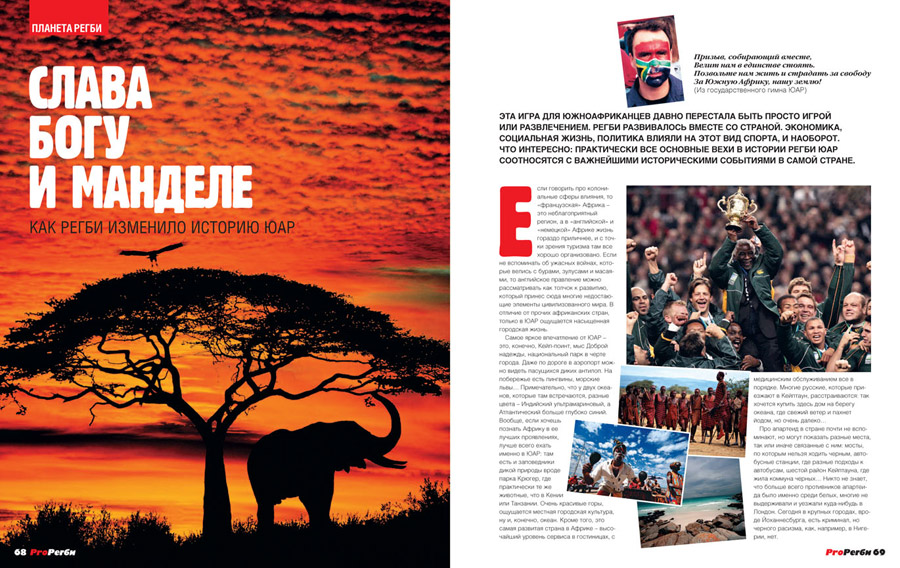 ПЛАНЕТА РЕГБИ
СЛАВА
БОГУ
И МАНДЕЛЕ
КАК РЕГБИ ИЗМЕНИЛО ИСТОРИЮ ЮАР
68 ProРегби
Призыв, собирающий вместе,
Велит нам в единстве стоять.
Позвольте нам жить и страдать за свободу
За Южную Африку, нашу землю!
(Из государственного гимна ЮАР)
ЭТА ИГРА ДЛЯ ЮЖНОАФРИКАНЦЕВ ДАВНО ПЕРЕСТАЛА БЫТЬ ПРОСТО ИГРОЙ
ИЛИ РАЗВЛЕЧЕНИЕМ. РЕГБИ РАЗВИВАЛОСЬ ВМЕСТЕ СО СТРАНОЙ. ЭКОНОМИКА,
СОЦИАЛЬНАЯ ЖИЗНЬ, ПОЛИТИКА ВЛИЯЛИ НА ЭТОТ ВИД СПОРТА, И НАОБОРОТ.
ЧТО ИНТЕРЕСНО: ПРАКТИЧЕСКИ ВСЕ ОСНОВНЫЕ ВЕХИ В ИСТОРИИ РЕГБИ ЮАР
СООТНОСЯТСЯ С ВАЖНЕЙШИМИ ИСТОРИЧЕСКИМИ СОБЫТИЯМИ В САМОЙ СТРАНЕ.
Если говорить про колони-
альные сферы влияния, то
«французская» Африка –
это неблагоприятный
регион, а в «английской» и
«немецкой» Африке жизнь
гораздо приличнее, и с точ-
ки зрения туризма там все
хорошо организовано. Если
не вспоминать об ужасных войнах, кото-
рые велись с бурами, зулусами и масая-
ми, то английское правление можно
рассматривать как толчок к развитию,
который принес сюда многие недостаю-
щие элементы цивилизованного мира. В
отличие от прочих африканских стран,
только в ЮАР ощущается насыщенная
городская жизнь.
Самое яркое впечатление от ЮАР –
это, конечно, Кейп-поинт, мыс Доброй
надежды, национальный парк в черте
города. Даже по дороге в аэропорт мож-
но видеть пасущихся диких антилоп. На
побережье есть пингвины, морские
львы... Примечательно, что у двух океа-
нов, которые там встречаются, разные
цвета – Индийский ультрамариновый, а
Атлантический больше глубоко синий.
Вообще, если хочешь
познать Африку в ее
лучших проявлениях,
лучше всего ехать
именно в ЮАР: там
есть и заповедники
дикой природы вроде
парка Крюгер, где
практически те же
животные, что в Кении
или Танзании. Очень красивые горы,
ощущается местная городская культура,
ну и, конечно, океан. Кроме того, это
самая развитая страна в Африке – высо-
чайший уровень сервиса в гостиницах, с
медицинским обслуживанием все в
порядке. Многие русские, которые при-
езжают в Кейптаун, расстраиваются: так
хочется купить здесь дом на берегу
океана, где свежий ветер и пахнет
йодом, но очень далеко...
Про апартеид в стране почти не вспо-
минают, но могут показать разные места,
так или иначе связанные с ним: мосты,
по которым нельзя ходить черным, авто-
бусные станции, где разные подходы к
автобусам, шестой район Кейптауна, где
жила коммуна черных... Никто не знает,
что больше всего противников апартеи-
да было именно среди белых, многие не
выдерживали и уезжали куда-нибудь в
Лондон. Сегодня в крупных городах, вро-
де Йоханнесбурга, есть криминал, но
черного расизма, как, например, в Ниге-
рии, нет.
ProРегби 69